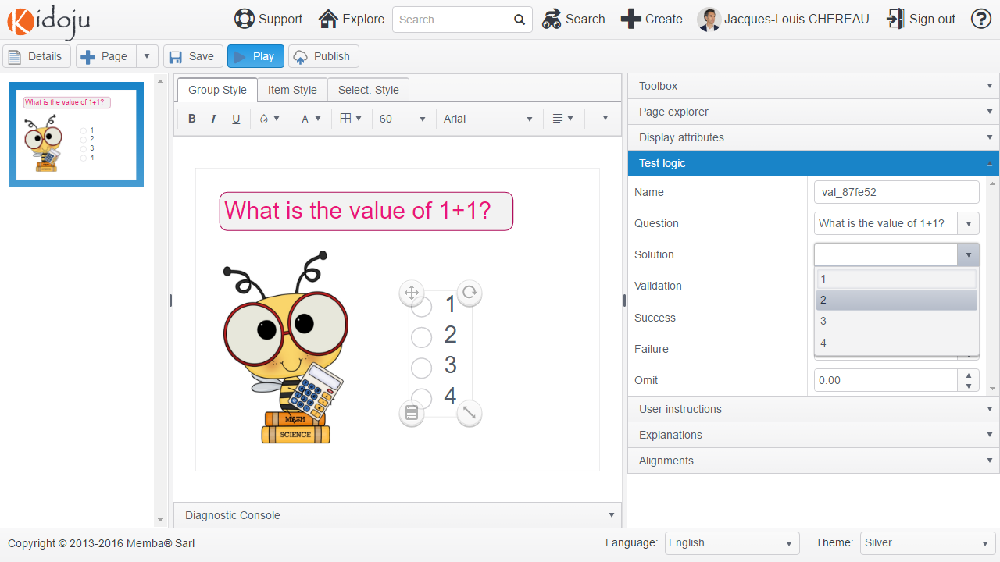 Kidoju
Support
Explore
Search...
Search
Create
Jacques-Louis CHEREAU
Sign out
Details
Page
Save
Play
Publish
What is the value of 1+1?
1
2
3
4
Group Style
Item Style
Select. Style
B I U
A
60
Arial
What is the value of 1+1?
1
2
3
4
MATH
SCIENCE
Diagnostic Console
Toolbox
Page explorer
Display attributes
Test logic
Name
val_87fe52
Question
What is the value of 1+1?
Solution
1
2
3
4
Validation
Success
Failure
Omit
0.00
User instructions
Explanations
Alignments
Copyright © 2013-2016 Memba® Sarl
Language:
English
Theme:
Silver